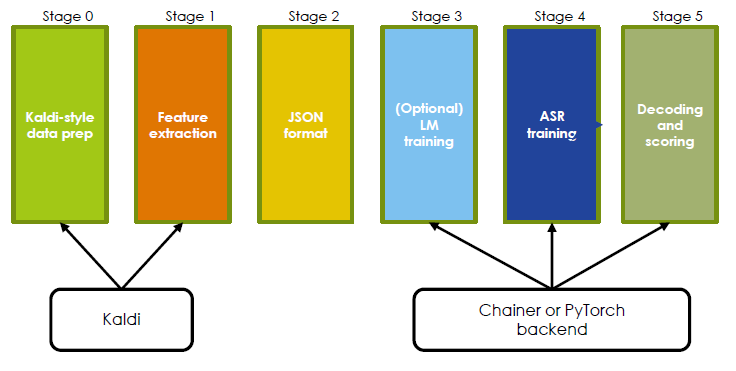 Stage 0
Stage 1
Stage 2
Stage 3
Stage 4
Stage 5
Kaldi-style
data prep
Feature
extraction
JSON
format
(Optional)
LM
training
ASR
training
Decoding
and
scoring
Kaldi
Chainer or PyTorch
backend